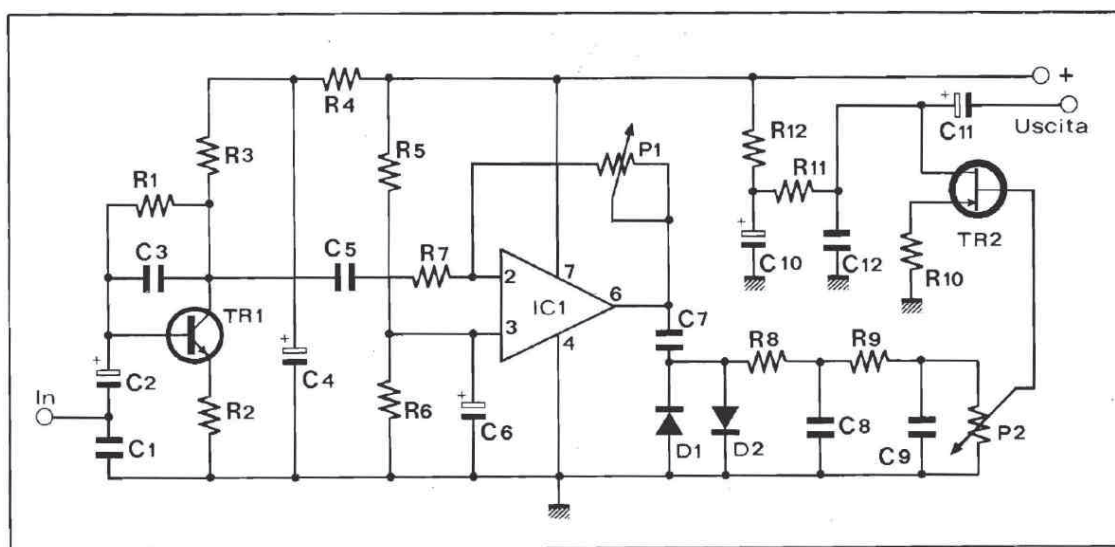 +
R4
+
C11
Uscita
R12
P1
R3
R5
R11
R1
TR2
C3
C5
R7
+
C10
C12
R10
2
7
IC1
6
TR1
3
4
C7
+
C2
+
C4
R8
R9
In
R2
R6
+
C6
C8
P2
C1
D1
D2
C9